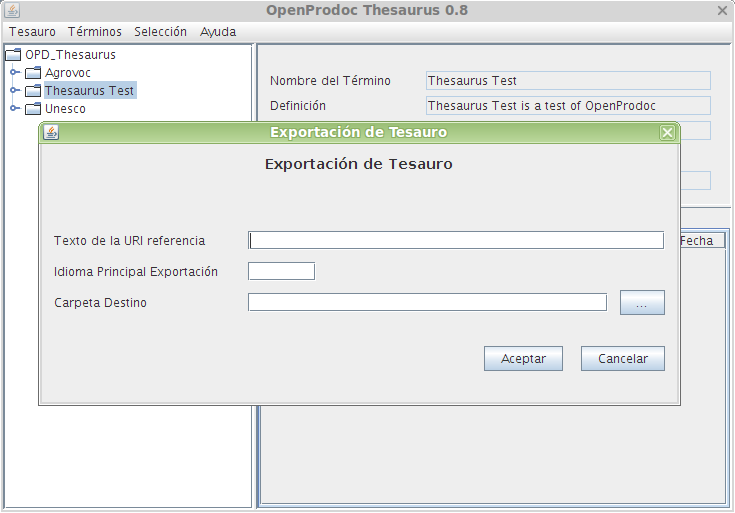 OpenProdoc Thesaurus 0.8
Tesauro Términos Selección Ayuda
OPD_Thesaurus
Agrovoc
Thesaurus Test
Unesco
Nombre del Término Thesaurus Test
Definición Thesaurus Test is a test of OpenProdoc
Exportación de Tesauro
Exportación de Tesauro
Texto de la URI referencia
Fecha
Idioma Principal Exportación
Carpeta Destino ...
Aceptar Cancelar